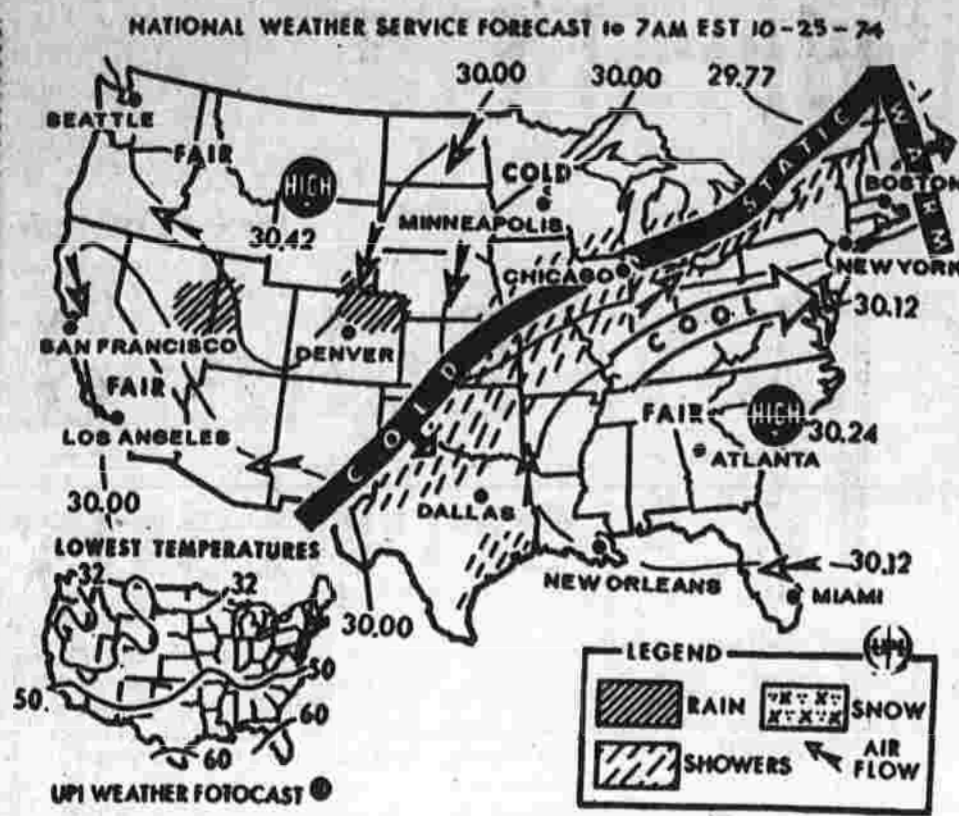 NATIONAL WEATHER SERVICE FORECAST to 7AM EST 10-25-74
30.00
30.00
29.77
SEATTLE
FAIR
HIGH
30.42
COLD
MINNEAPOLIS
STATIC
WARM
BOSTON
NEW YORK
CHICAGO
30.12
SAN FRANCISCO
DENVER
COOL
FAIR
LOS ANGELES
COLD
FAIR
HIGH
30.24
ATLANTA
30.00
DALLAS
NEW ORLEANS
30.12
MIAMI
30.00
LOWEST TEMPERATURES
32
32
50.
50
60
60
UPI WEATHER FOTOCAST
LEGEND
UPI
RAIN
SNOW
SHOWERS
AIR
FLOW